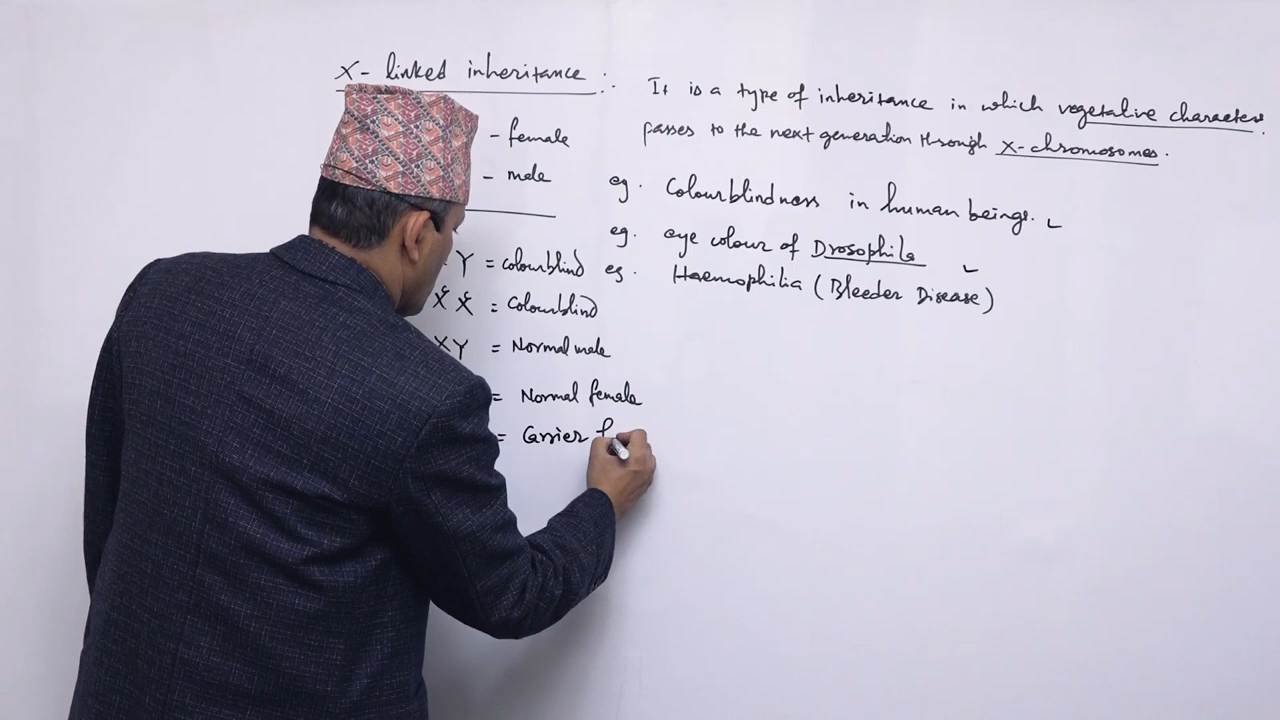 X- linked inheritance :
- female
- male
Y = colourblind
X^c X^c = Colourblind
XY = Normal male
= Normal female
= Carrier f
It is a type of inheritance in which vegetative characters
passes to the next generation through X-chromosomes.
eg. Colourblindness in human beings.
eg. eye colour of Drosophila
eg. Haemophilia (Bleeder Disease)